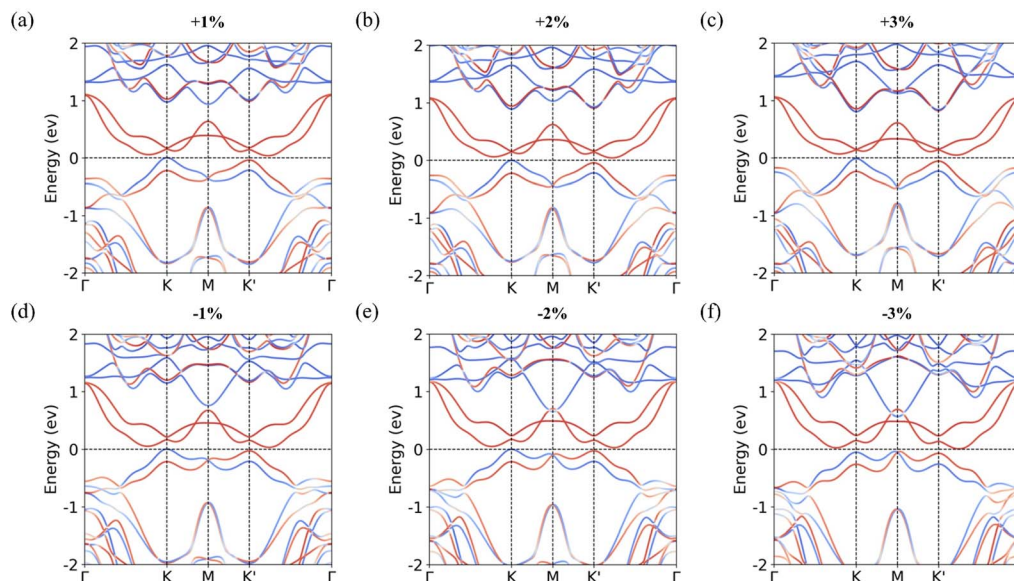 (a) +1% (b) +2% (c) +3%
2 2 2
1 1 1
0 0 0
-1 -1 -1
-2 -2 -2
Energy (ev) Energy (ev) Energy (ev)
Γ K M K' Γ Γ K M K' Γ Γ K M K'
(d) -1% (e) -2% (f) -3%
2 2 2
1 1 1
0 0 0
-1 -1 -1
-2 -2 -2
Energy (ev) Energy (ev) Energy (ev)
Γ K M K' Γ Γ K M K' Γ Γ K M K'